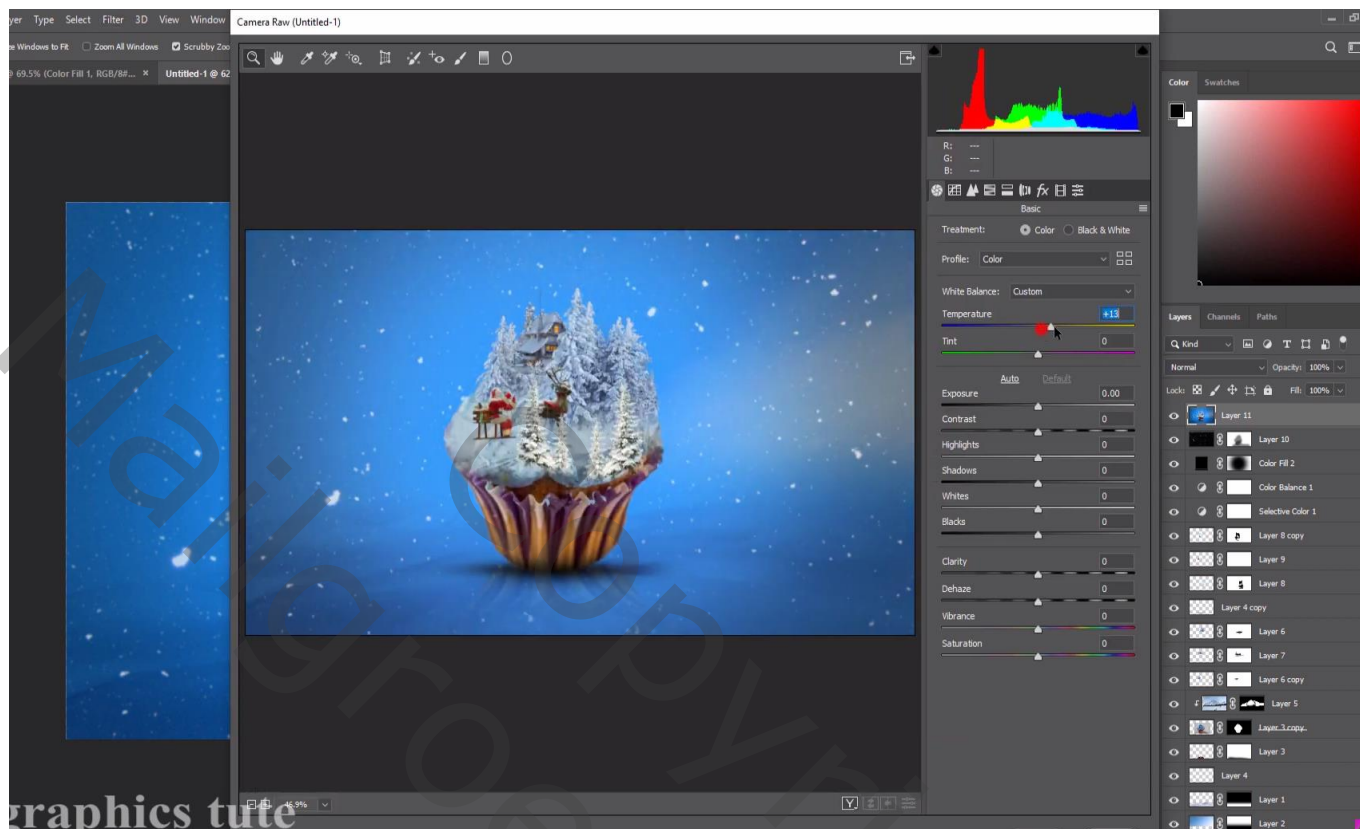 yer Type Select Filter 3D View Window
Camera Raw (Untitled-1)
ze Windows to Fit Zoom All Windows Scrubby Zoo
@ 69.5% (Color Fill 1, RGB/8#... × Untitled-1 @ 62
R: ---
G: ---
B: ---
fx
Basic
Treatment: Color Black & White
Profile: Color
White Balance: Custom
Temperature +13
Tint 0
Auto Default
Exposure 0.00
Contrast 0
Highlights 0
Shadows 0
Whites 0
Blacks 0
Clarity 0
Dehaze 0
Vibrance 0
Saturation 0
46.9%
Y
Color Swatches
Layers Channels Paths
Kind
Normal Opacity: 100%
Lock: Fill: 100%
Layer 11
Layer 10
Color Fill 2
Color Balance 1
Selective Color 1
Layer 8 copy
Layer 9
Layer 8
Layer 4 copy
Layer 6
Layer 7
Layer 6 copy
Layer 5
Layer 3 copy
Layer 3
Layer 4
Layer 1
Layer 2
graphics tute